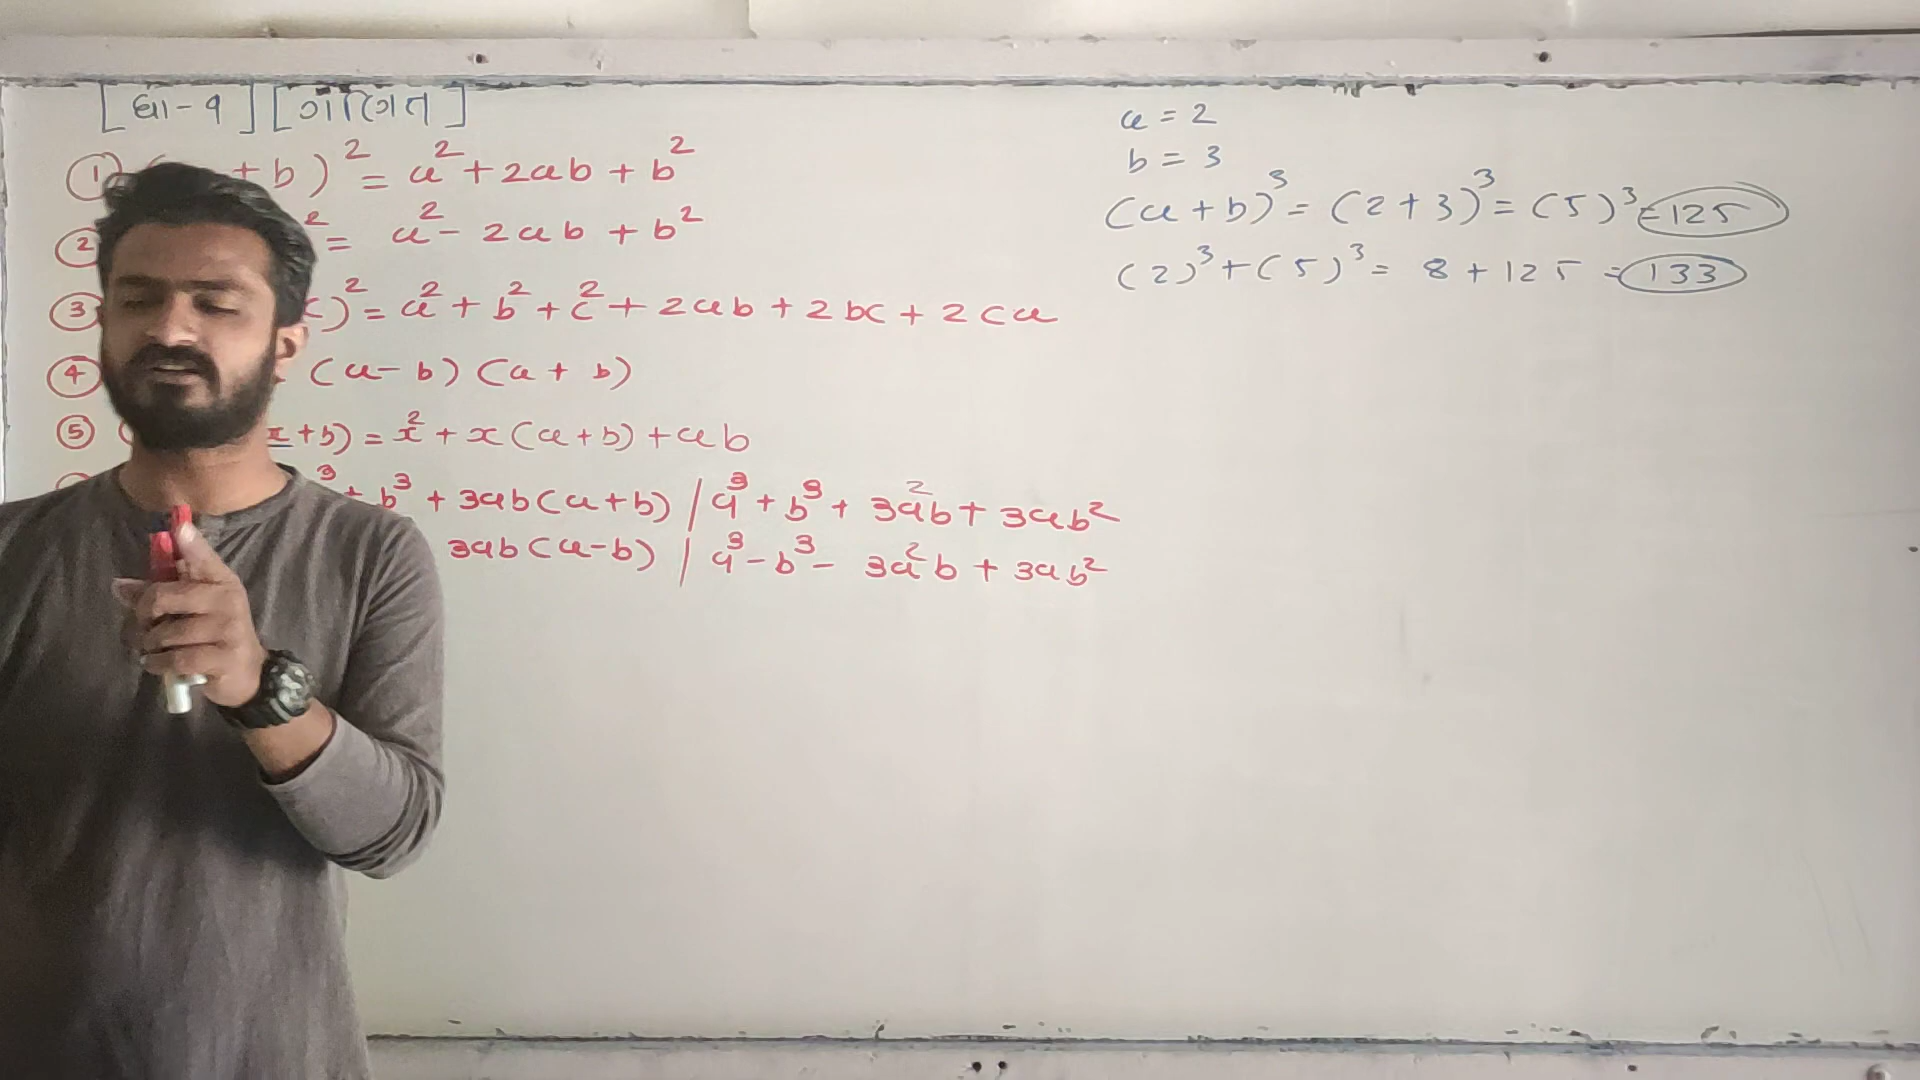 [ધો-9] [ગણિત]
① + b)² = a² + 2ab + b²
② ² = a² - 2ab + b²
③ c)² = a² + b² + c² + 2ab + 2bc + 2ca
④ (a - b) (a + b)
⑤ ( x + b) = x² + x(a + b) + ab
³ + b³ + 3ab(a + b) / a³ + b³ + 3a²b + 3ab²
3ab(a - b) / a³ - b³ - 3a²b + 3ab²
a = 2
b = 3
(a + b)³ = (2 + 3)³ = (5)³ = 125
(2)³ + (5)³ = 8 + 125 = 133